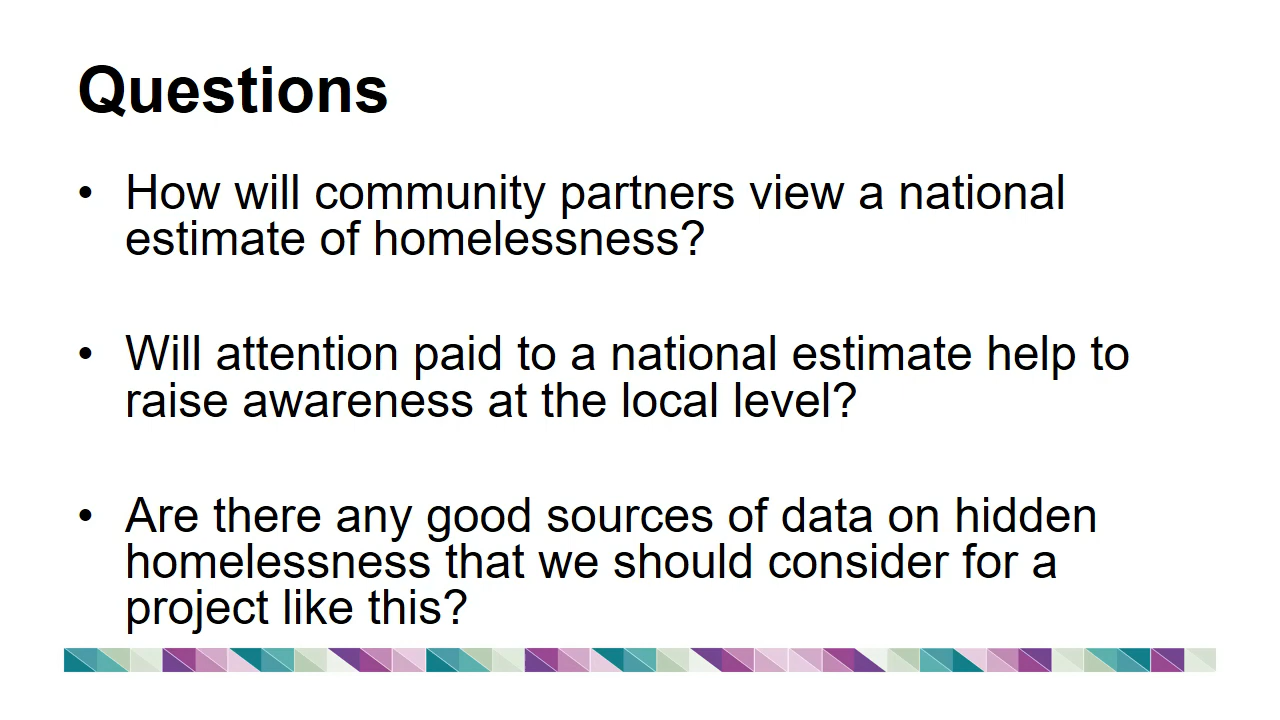 Questions
• How will community partners view a national
estimate of homelessness?
• Will attention paid to a national estimate help to
raise awareness at the local level?
• Are there any good sources of data on hidden
homelessness that we should consider for a
project like this?